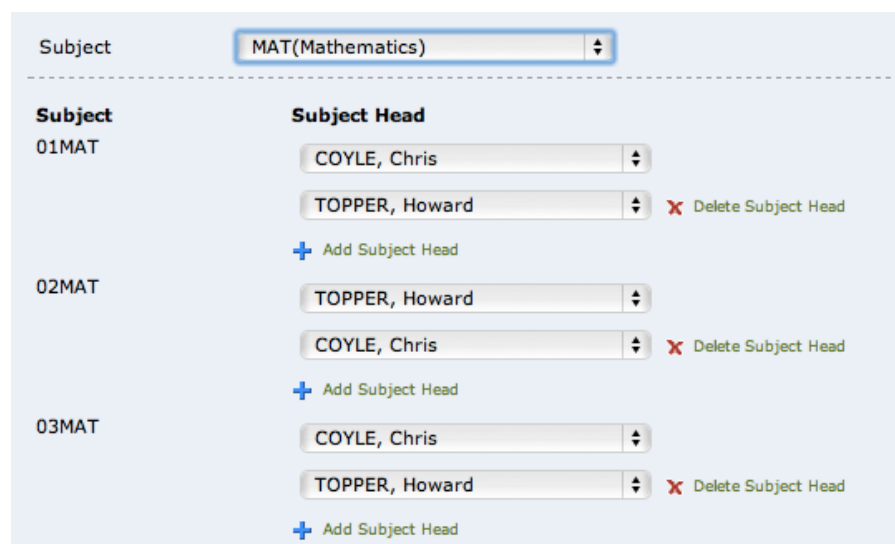 Subject MAT(Mathematics)
Subject Subject Head
01MAT COYLE, Chris
TOPPER, Howard Delete Subject Head
Add Subject Head
02MAT TOPPER, Howard
COYLE, Chris Delete Subject Head
Add Subject Head
03MAT COYLE, Chris
TOPPER, Howard Delete Subject Head
Add Subject Head